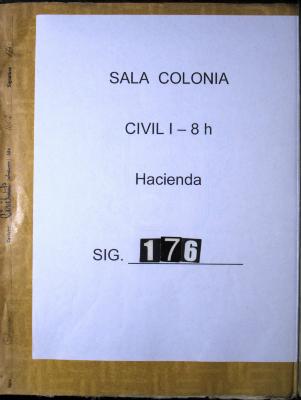 SALA COLONIA
CIVIL I – 8 h
Hacienda
SIG. 176